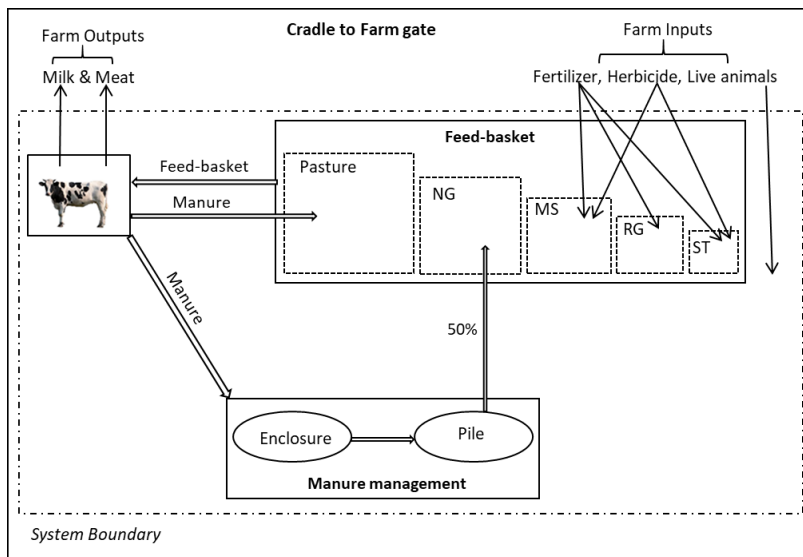 Cradle to Farm gate
Farm Outputs
Milk & Meat
Farm Inputs
Fertilizer, Herbicide, Live animals
Feed-basket
Feed-basket
Manure
Pasture
NG
MS
RG
ST
Manure
50%
Enclosure
Pile
Manure management
System Boundary